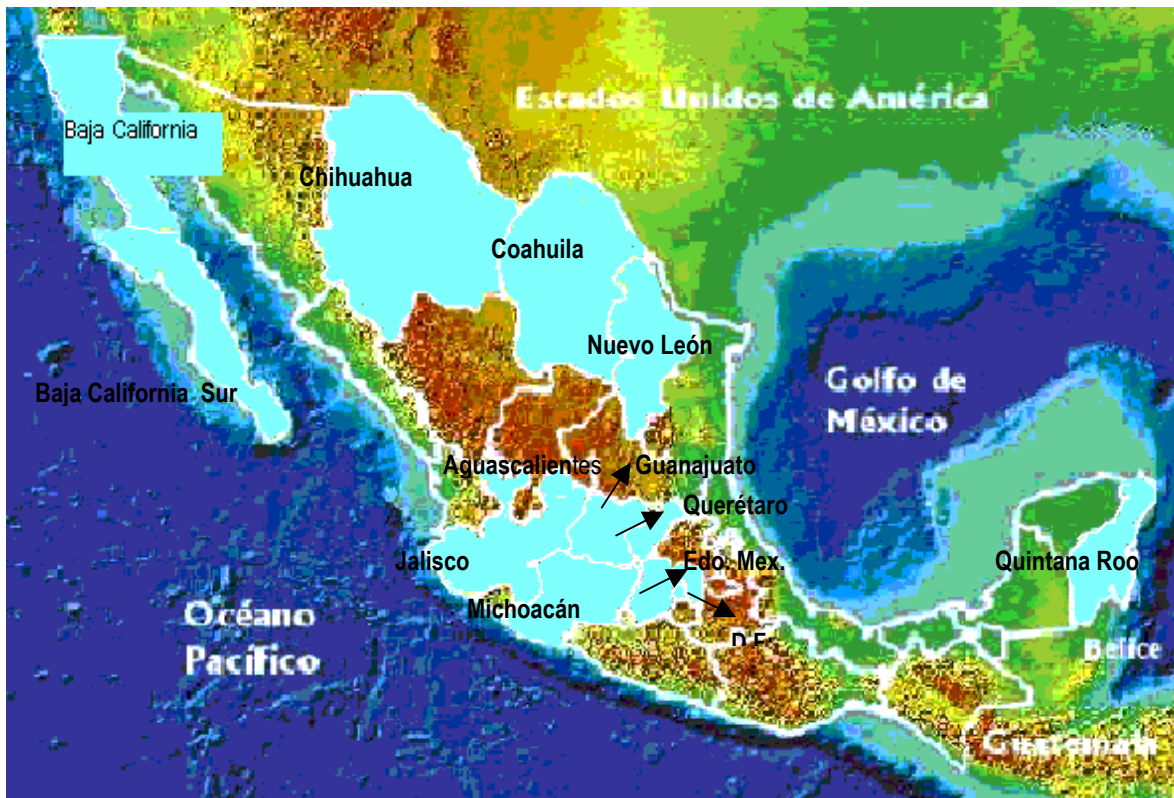 Estados Unidos de América
Baja California
Chihuahua
Coahuila
Nuevo León
Golfo de
México
Baja California Sur
Aguascalientes
Guanajuato
Querétaro
Jalisco
Edo. Mex.
Quintana Roo
Michoacán
Océano
Pacífico
D.F.
Belice
Guatemala